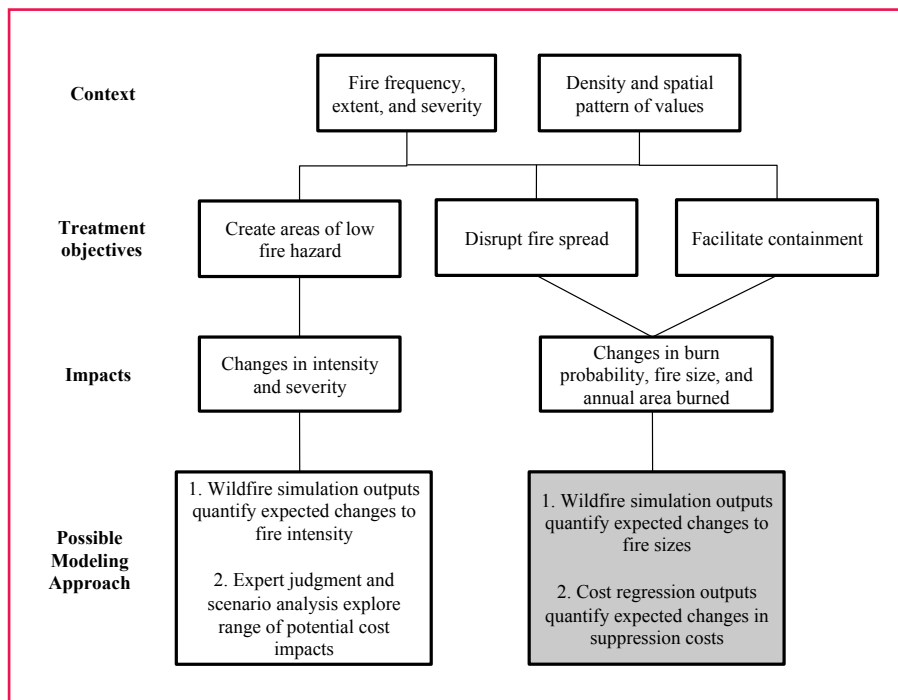 Context
Fire frequency,
extent, and severity
Density and spatial
pattern of values
Treatment
objectives
Create areas of low
fire hazard
Disrupt fire spread
Facilitate containment
Impacts
Changes in intensity
and severity
Changes in burn
probability, fire size, and
annual area burned
Possible
Modeling
Approach
1. Wildfire simulation outputs
quantify expected changes to
fire intensity
2. Expert judgment and
scenario analysis explore
range of potential cost
impacts
1. Wildfire simulation outputs
quantify expected changes to
fire sizes
2. Cost regression outputs
quantify expected changes in
suppression costs